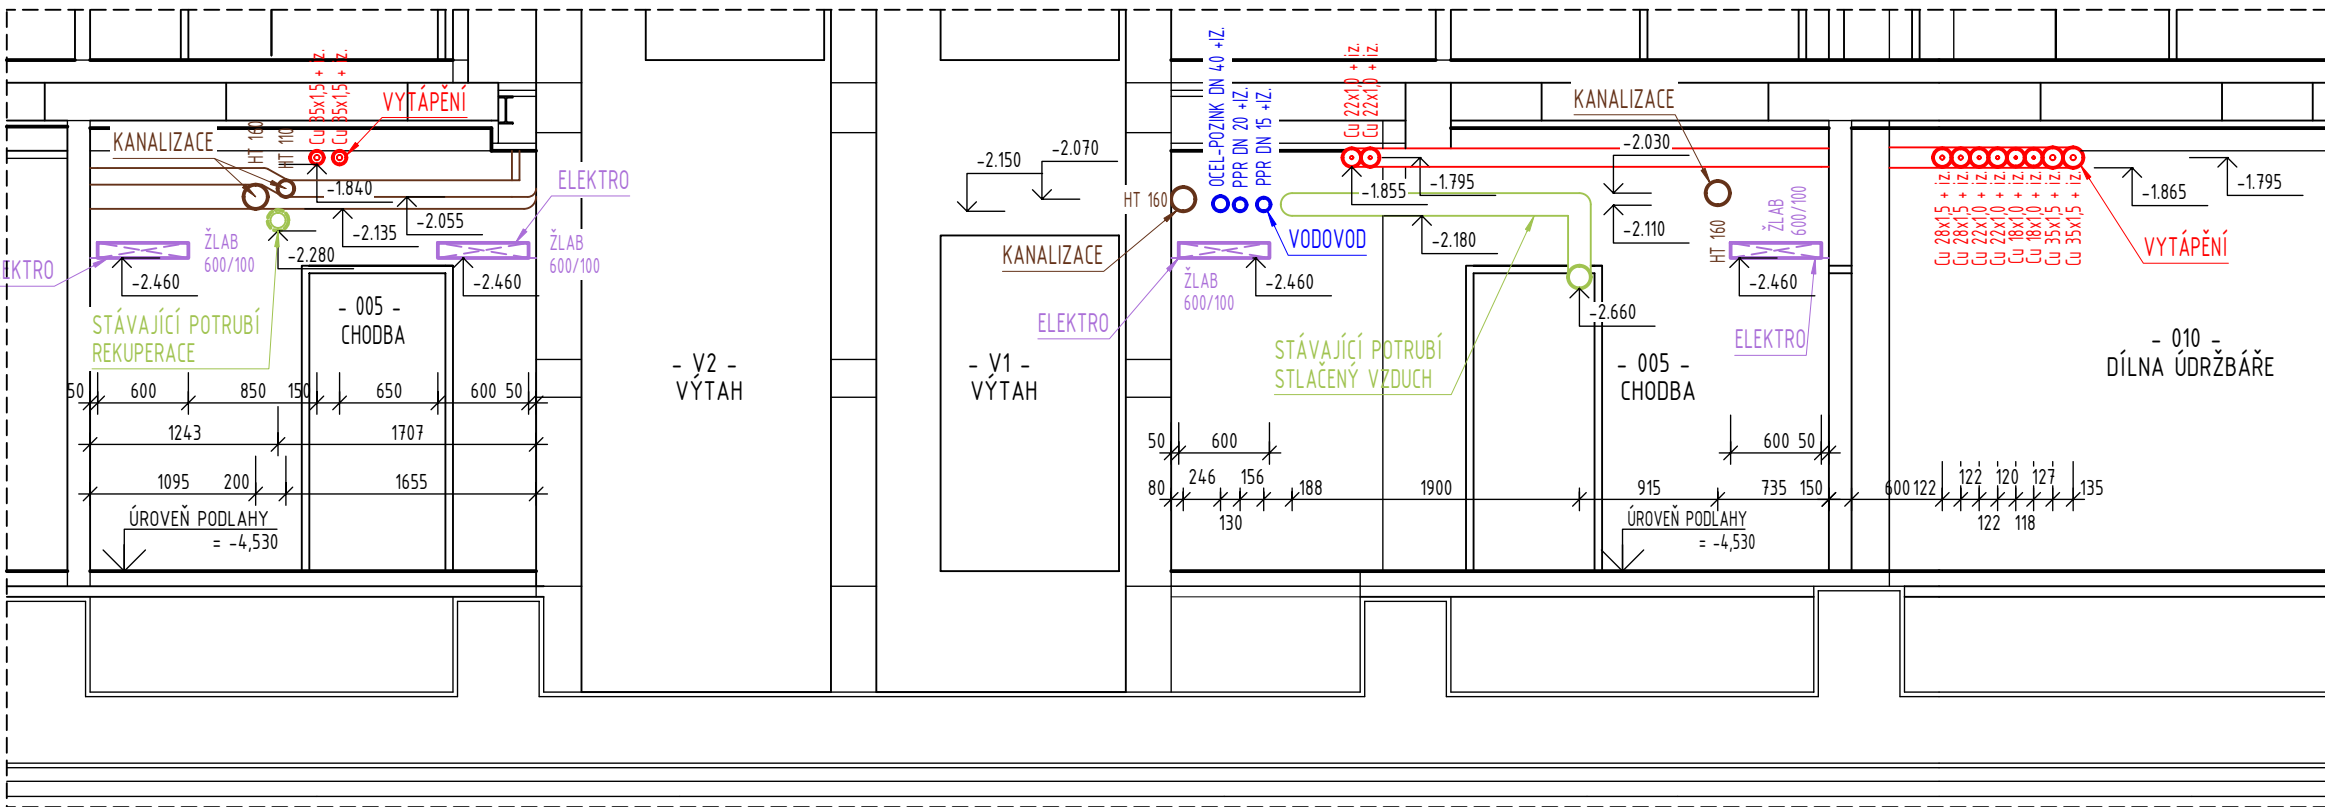 OCEL-POZINK DN 40 +IZ.
PPR DN 20 +IZ.
PPR DN 15 +IZ.
Cu 35x1,5 + IZ.
Cu 35x1,5 + IZ.
VYTÁPĚNÍ
KANALIZACE
HT 160
HT 110
-1.840
ELEKTRO
-2.055
-2.135
-2.280
ŽLAB
600/100
ŽLAB
600/100
-2.460
-2.460
STÁVAJÍCÍ POTRUBÍ
REKUPERACE
- 005 -
CHODBA
50
600
850
150
650
600
50
1243
1707
1095
200
1655
ÚROVEŇ PODLAHY
= -4,530
- V2 -
VÝTAH
- V1 -
VÝTAH
-2.150
-2.070
HT 160
KANALIZACE
ELEKTRO
ŽLAB
600/100
-2.460
VODOVOD
Cu 22x1,0 + iz.
Cu 22x1,0 + iz.
-1.855
-1.795
-2.180
STÁVAJÍCÍ POTRUBÍ
STLAČENÝ VZDUCH
-2.660
KANALIZACE
-2.030
-2.110
HT 160
ŽLAB
600/100
-2.460
ELEKTRO
- 005 -
CHODBA
50
600
600
50
80
246
130
156
188
1900
915
735
150
600
122
122
122
120
118
127
135
ÚROVEŇ PODLAHY
= -4,530
Cu 28x1,5 + iz.
Cu 28x1,5 + iz.
Cu 22x1,0 + iz.
Cu 22x1,0 + iz.
Cu 18x1,0 + iz.
Cu 18x1,0 + iz.
Cu 35x1,5 + iz.
Cu 35x1,5 + iz.
-1.865
-1.795
VYTÁPĚNÍ
- 010 -
DÍLNA ÚDRŽBÁŘE